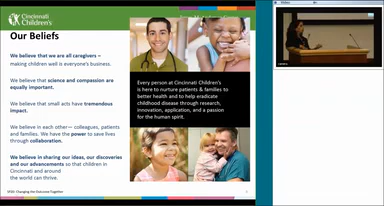 Cincinnati
Children's
Our Beliefs
We believe that we are all caregivers –
making children well is everyone's business.
We believe that science and compassion are
equally important.
We believe that small acts have tremendous
impact.
We believe in each other— colleagues, patients
and families. We have the power to save lives
through collaboration.
We believe in sharing our ideas, our discoveries
and our advancements so that children in
Cincinnati and around
the world can thrive.
Every person at Cincinnati Children's
is here to nurture patients & families to
better health and to help eradicate
childhood disease through research,
innovation, application, and a passion
for the human spirit.
Changing the Outcome Together